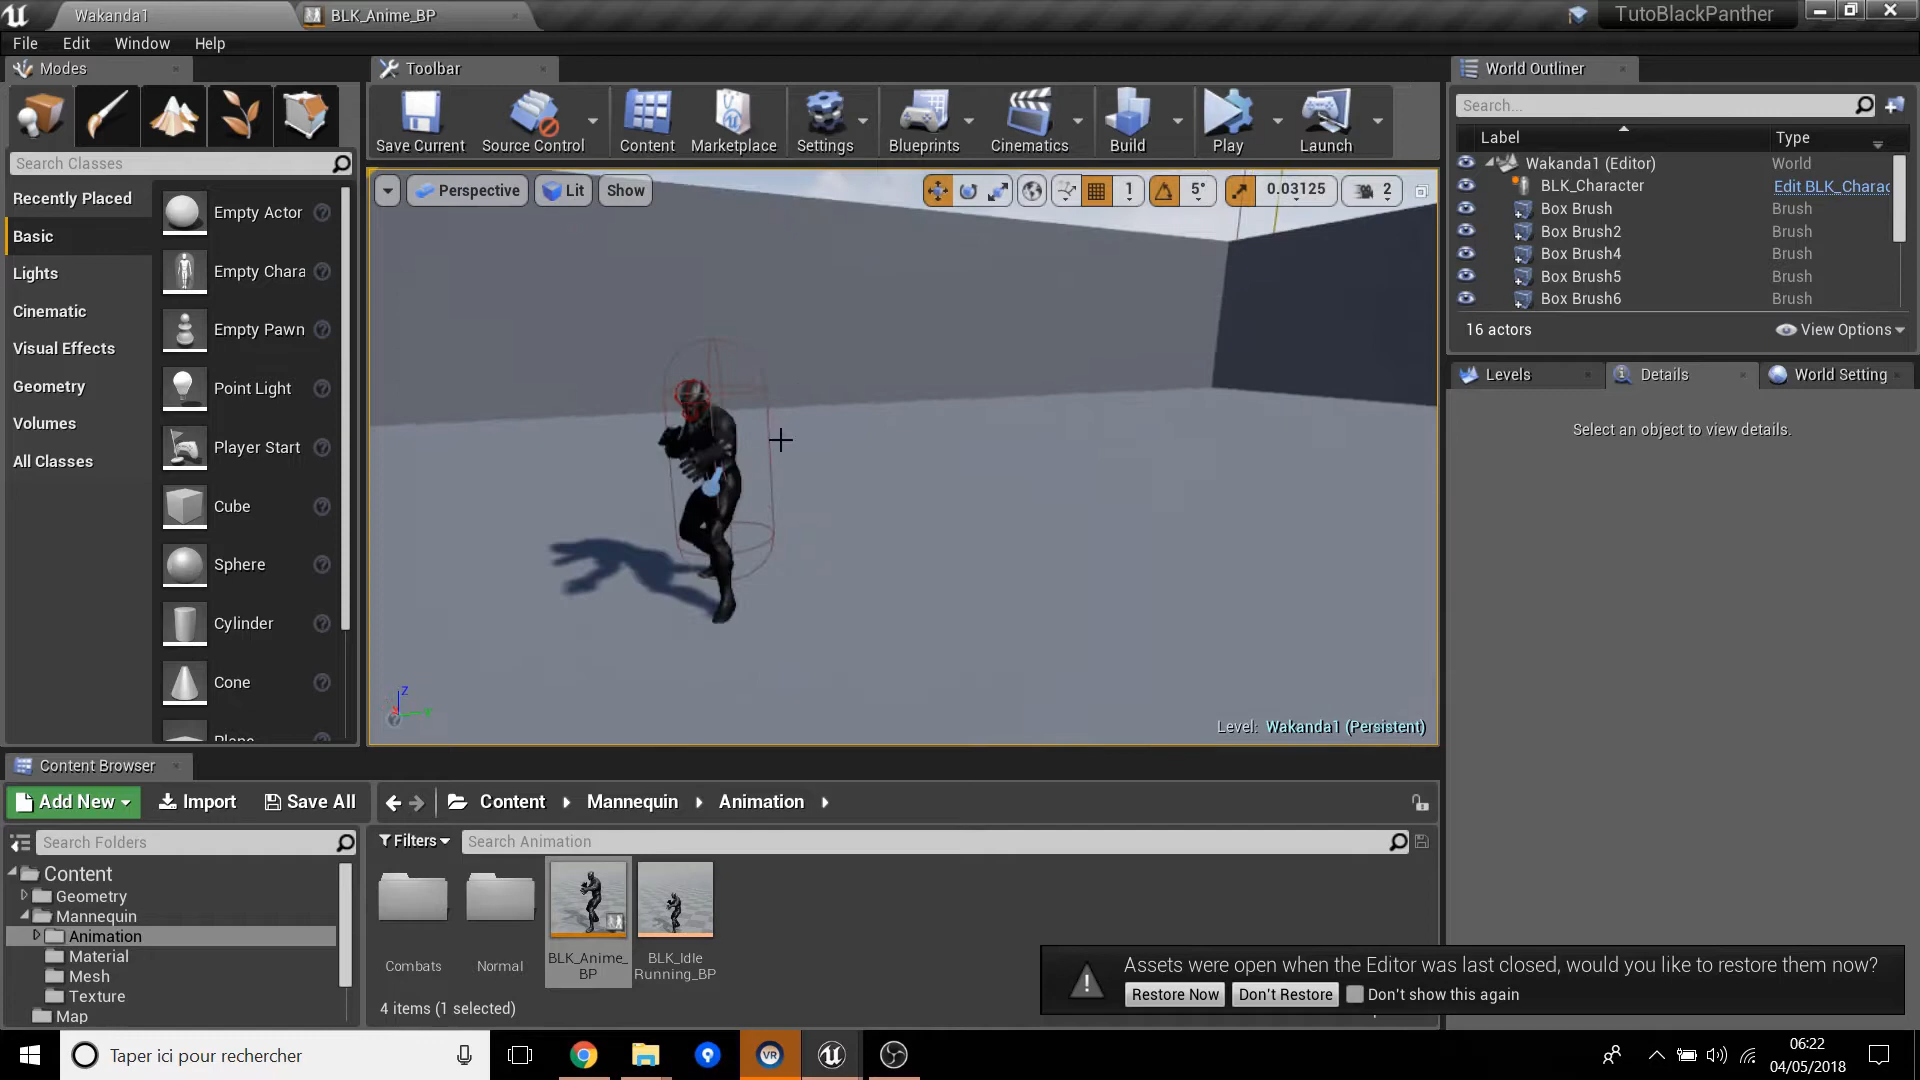 Wakanda1
BLK_Anime_BP
TutoBlackPanther
File Edit Window Help
Modes
Toolbar
World Outliner
Save Current
Source Control
Content
Marketplace
Settings
Blueprints
Cinematics
Build
Play
Launch
Search Classes
Recently Placed
Basic
Lights
Cinematic
Visual Effects
Geometry
Volumes
All Classes
Empty Actor
Empty Chara
Empty Pawn
Point Light
Player Start
Cube
Sphere
Cylinder
Cone
Plane
Perspective
Lit
Show
1
5°
0.03125
2
Z
Level: Wakanda1 (Persistent)
Search...
Label Type
Wakanda1 (Editor) World
BLK_Character Edit BLK_Charac
Box Brush Brush
Box Brush2 Brush
Box Brush4 Brush
Box Brush5 Brush
Box Brush6 Brush
16 actors
View Options
Levels
Details
World Setting
Select an object to view details.
Content Browser
Add New
Import
Save All
Content
Mannequin
Animation
Search Folders
Filters
Search Animation
Content
Geometry
Mannequin
Animation
Material
Mesh
Texture
Map
Combats
Normal
BLK_Anime_
BP
BLK_Idle
Running_BP
4 items (1 selected)
Assets were open when the Editor was last closed, would you like to restore them now?
Restore Now
Don't Restore
Don't show this again
Taper ici pour rechercher
VR
06:22
04/05/2018